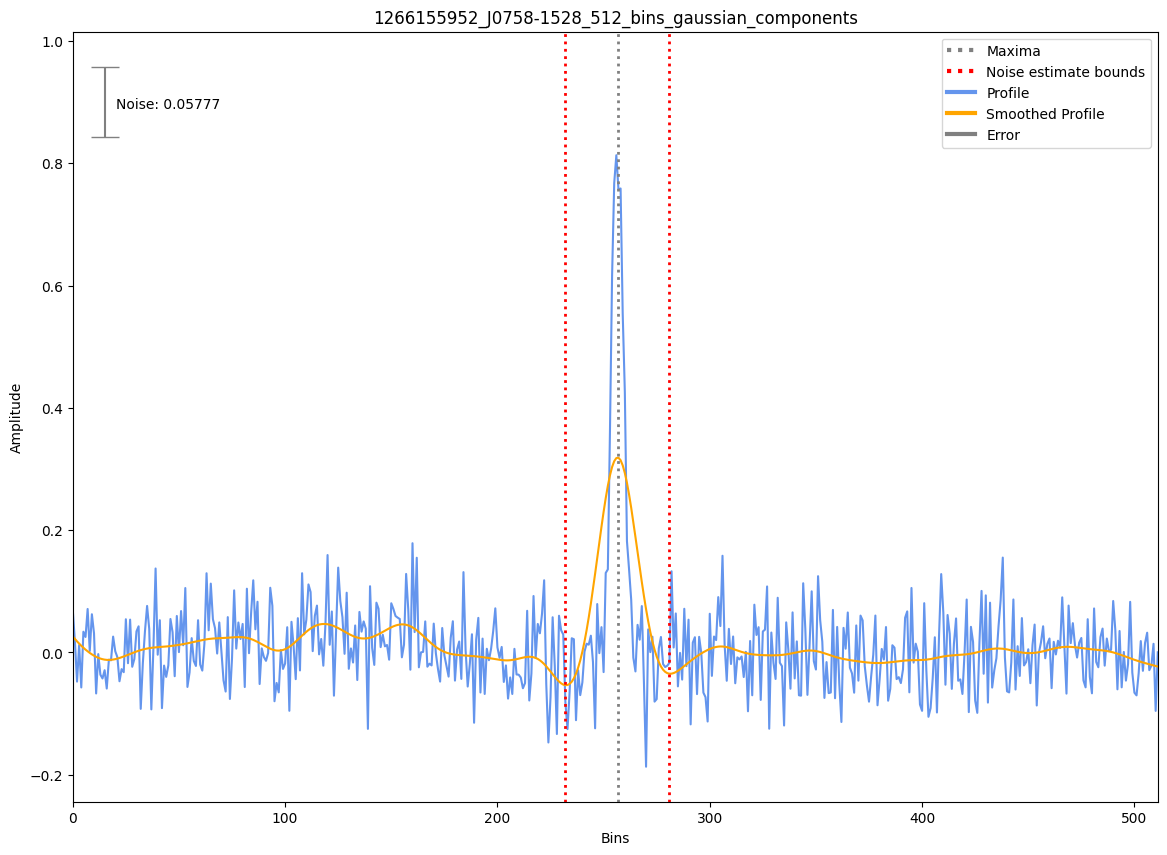 1266155952_J0758-1528_512_bins_gaussian_components
1.0
0.8
0.6
0.4
0.2
0.0
−0.2
Amplitude
Noise: 0.05777
Maxima
Noise estimate bounds
Profile
Smoothed Profile
Error
0 100 200 300 400 500
Bins